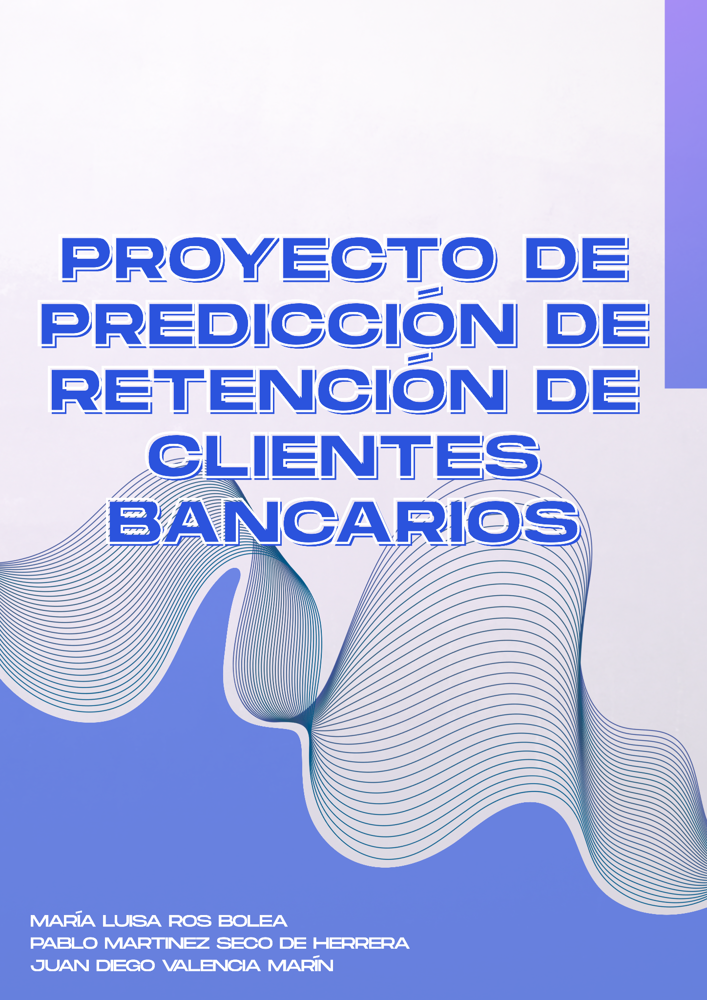 PROYECTO DE
PREDICCIÓN DE
RETENCIÓN DE
CLIENTES
BANCARIOS
MARÍA LUISA ROS BOLEA
PABLO MARTINEZ SECO DE HERRERA
JUAN DIEGO VALENCIA MARÍN